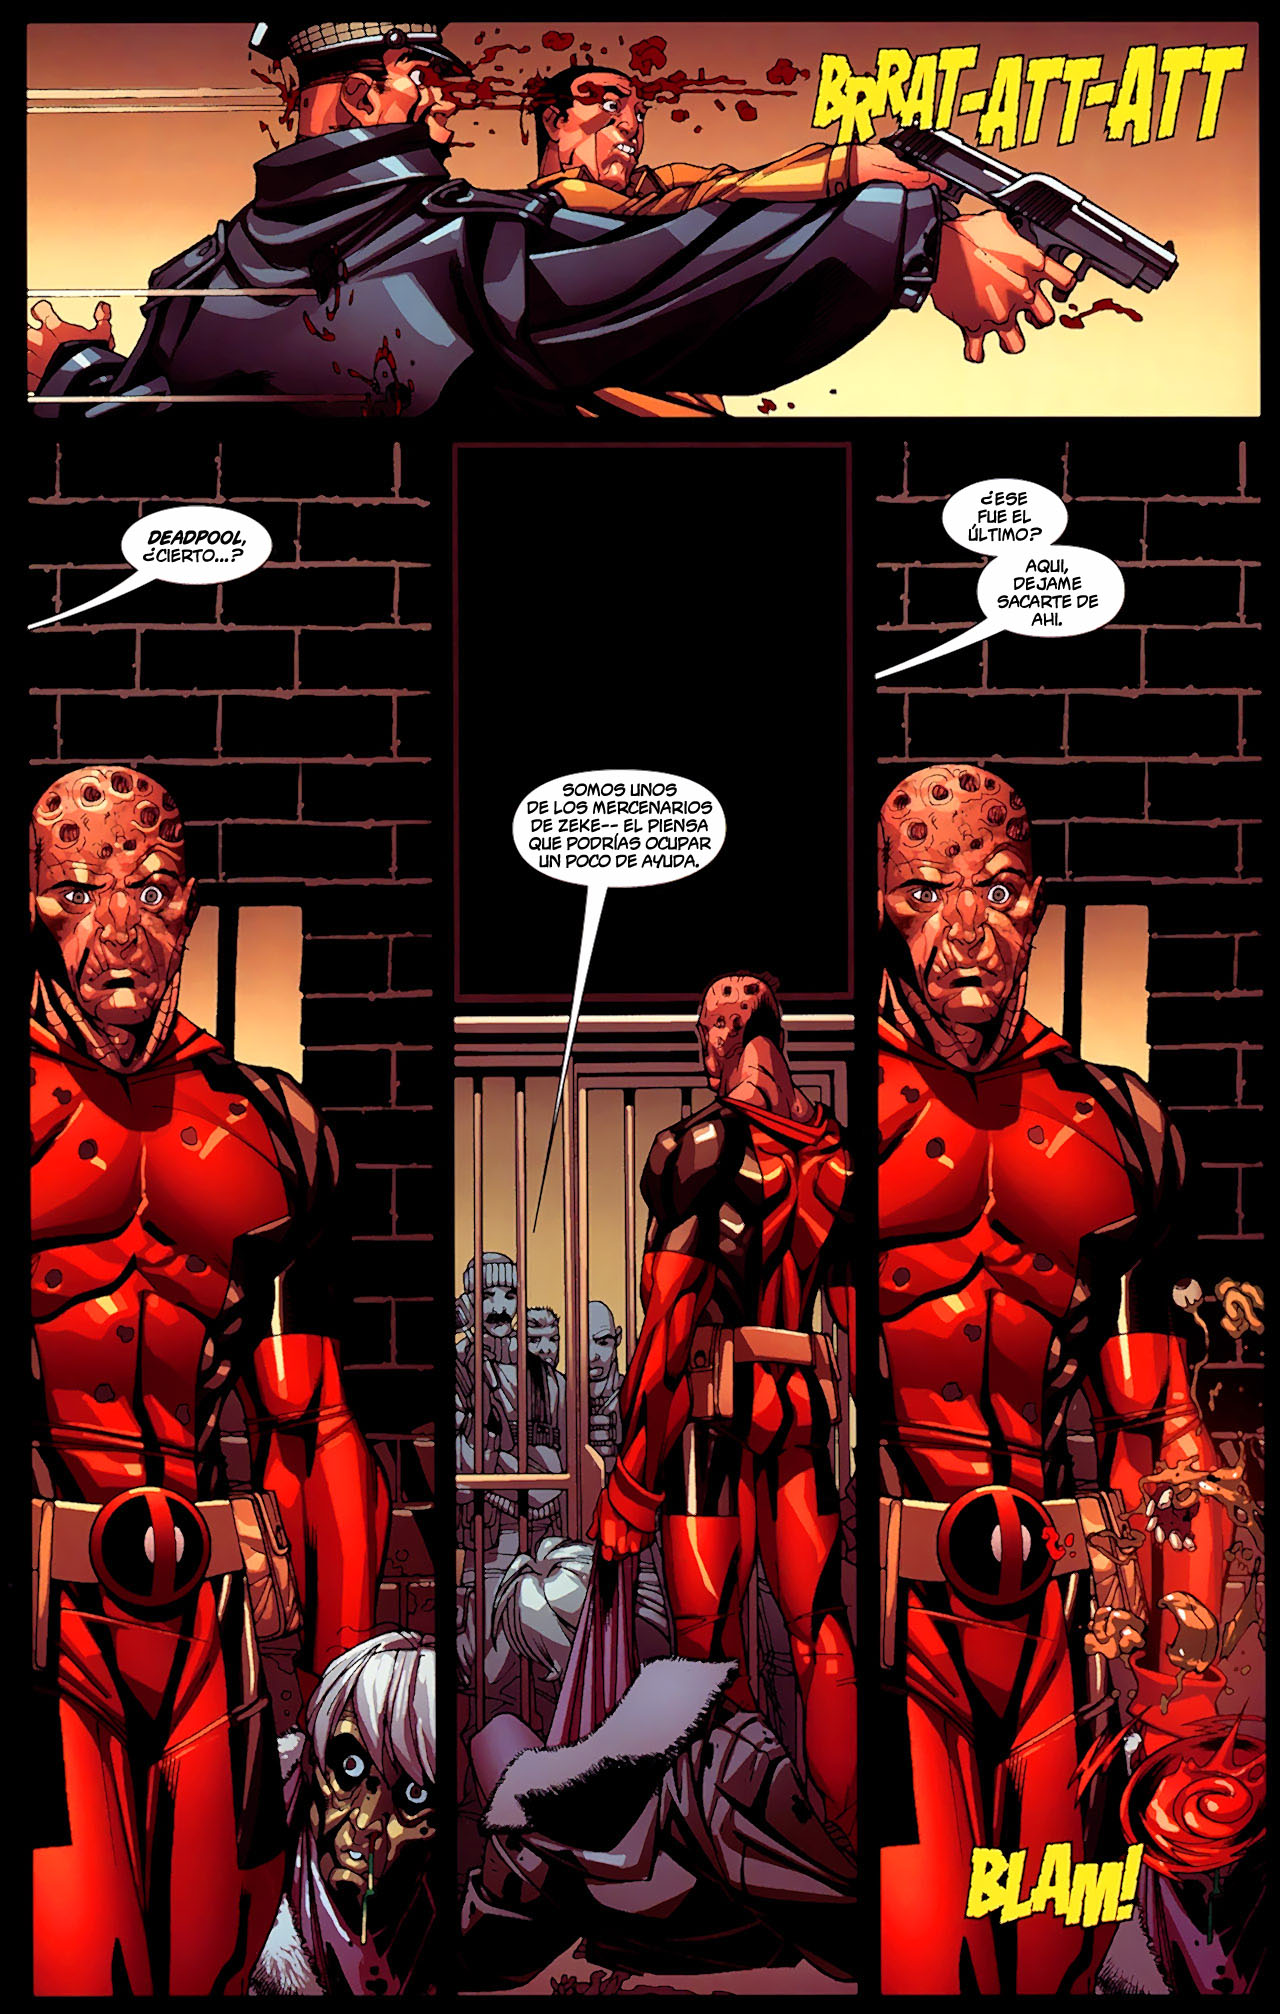 BRRAT-ATT-ATT
DEADPOOL,
¿CIERTO...?
SOMOS UNOS
DE LOS MERCENARIOS
DE ZEKE-- EL PIENSA
QUE PODRÍAS OCUPAR
UN POCO DE AYUDA.
¿ESE
FUE EL
ÚLTIMO?
AQUI,
DEJAME
SACARTE DE
AHI.
BLAM!